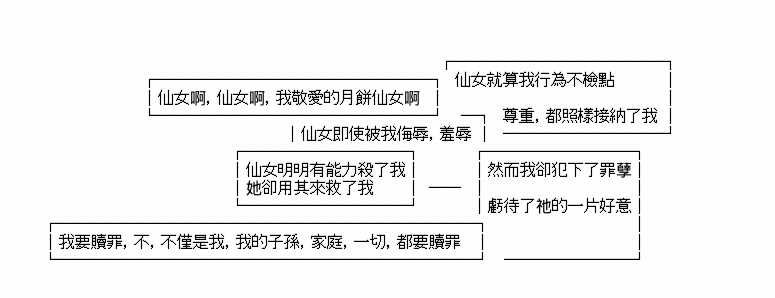 仙女啊，仙女啊，我敬愛的月餅仙女啊
仙女就算我行為不檢點
尊重，都照樣接納了我
仙女即使被我侮辱，羞辱
仙女明明有能力殺了我
她卻用其來救了我
然而我卻犯下了罪孽
虧待了祂的一片好意
我要贖罪，不，不僅是我，我的子孫，家庭，一切，都要贖罪